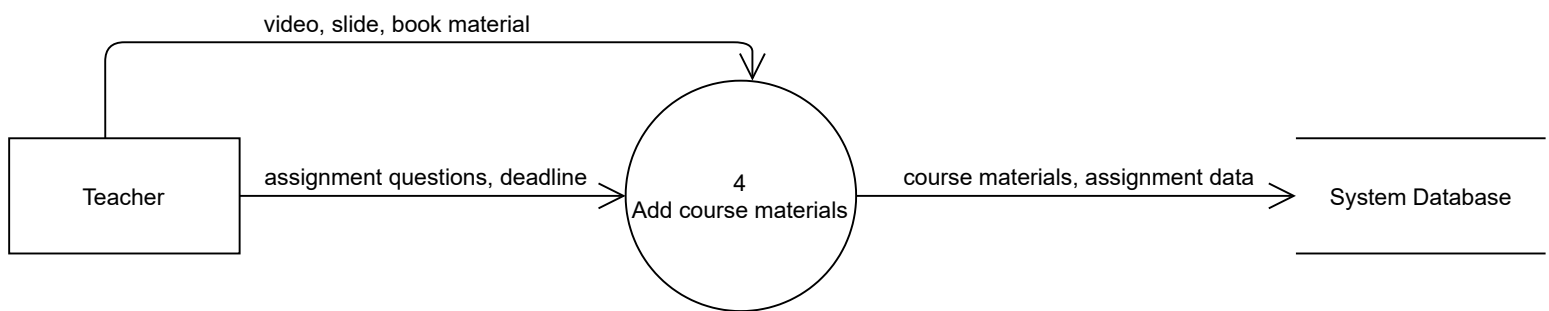 video, slide, book material
Teacher
assignment questions, deadline
4
Add course materials
course materials, assignment data
System Database